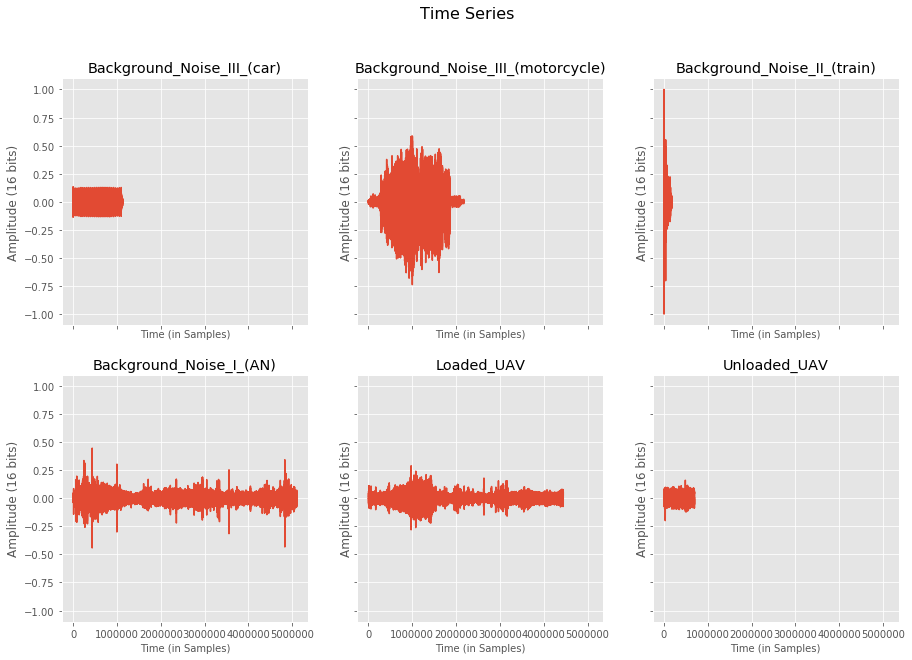 Time Series
Background_Noise_III_(car)
Background_Noise_III_(motorcycle)
Background_Noise_II_(train)
1.00
0.75
0.50
0.25
0.00
−0.25
−0.50
−0.75
−1.00
Amplitude (16 bits)
Amplitude (16 bits)
Amplitude (16 bits)
Time (in Samples)
Time (in Samples)
Time (in Samples)
Background_Noise_I_(AN)
Loaded_UAV
Unloaded_UAV
1.00
0.75
0.50
0.25
0.00
−0.25
−0.50
−0.75
−1.00
Amplitude (16 bits)
Amplitude (16 bits)
Amplitude (16 bits)
0 1000000 2000000 3000000 4000000 5000000
0 1000000 2000000 3000000 4000000 5000000
0 1000000 2000000 3000000 4000000 5000000
Time (in Samples)
Time (in Samples)
Time (in Samples)